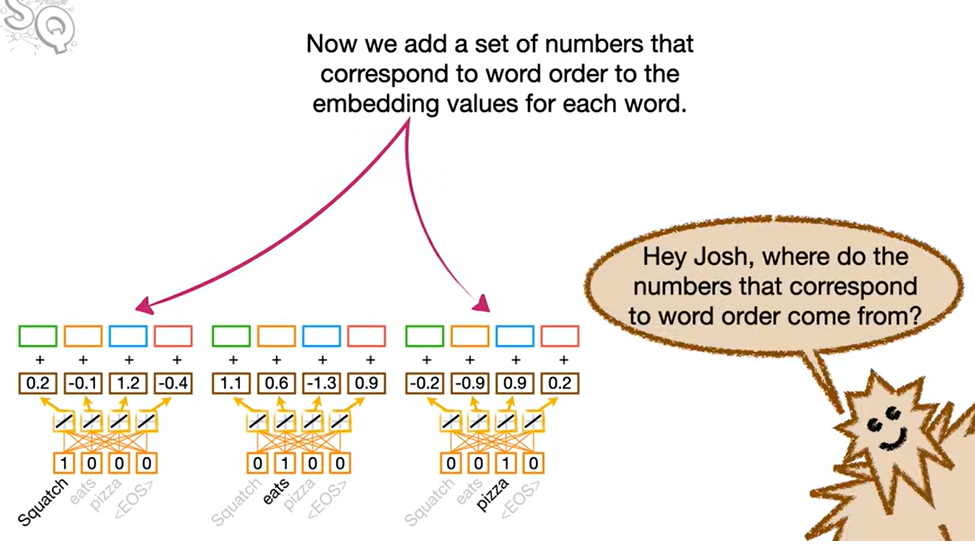 SQ
Now we add a set of numbers that
correspond to word order to the
embedding values for each word.
Hey Josh, where do the
numbers that correspond
to word order come from?
+ + + + + + + + + + + +
0.2 -0.1 1.2 -0.4 1.1 0.6 -1.3 0.9 -0.2 -0.9 0.9 0.2
1 0 0 0 0 1 0 0 0 0 1 0
Squatch eats pizza <EOS> Squatch eats pizza <EOS> Squatch eats pizza <EOS>